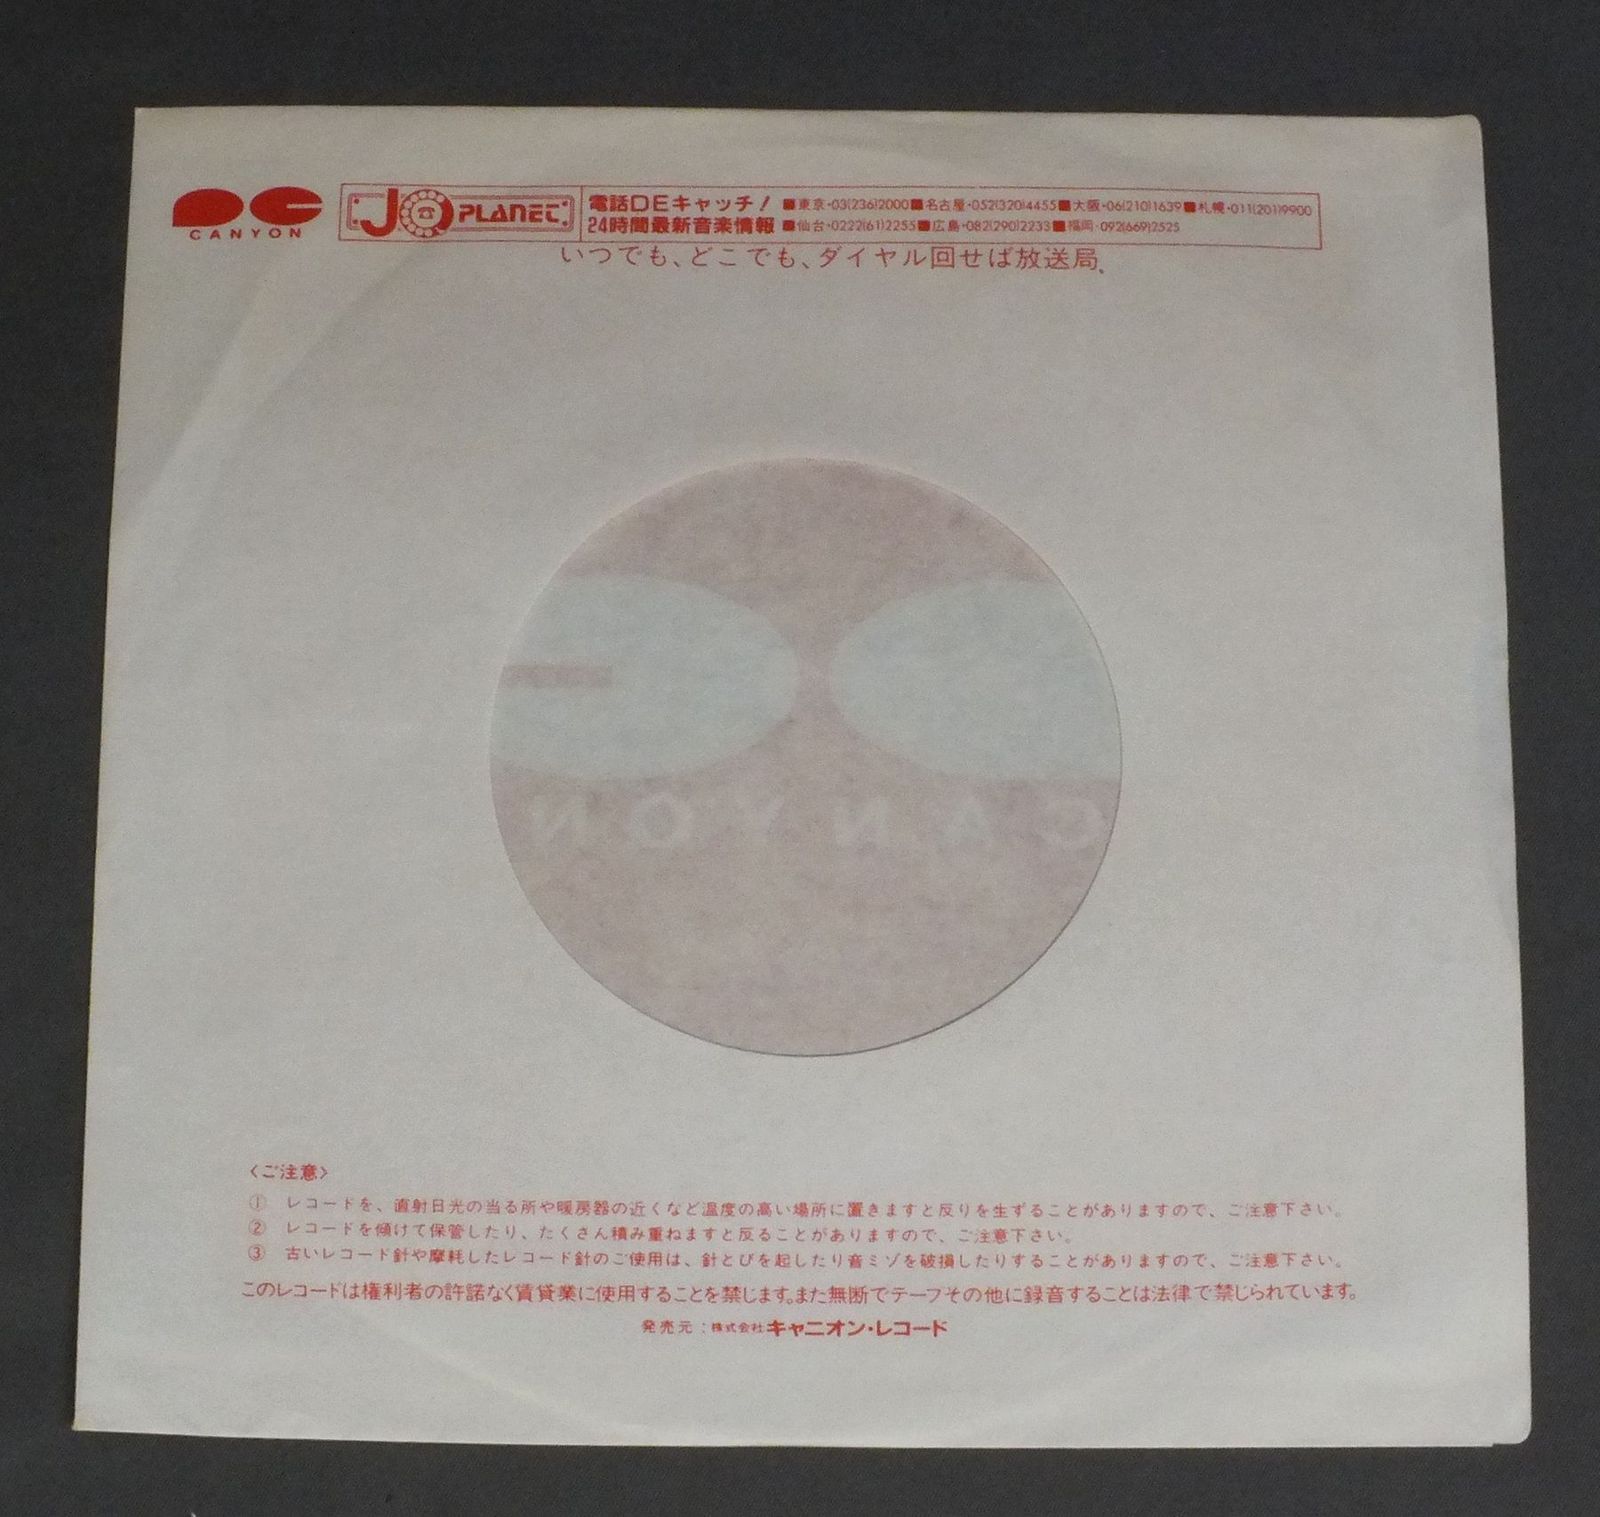 CANYON
JO PLANET
電話DEキャッチ! ■東京・03(236)2000■名古屋・052(320)4455■大阪・06(210)1639■札幌・011(201)9900
24時間最新音楽情報 ■仙台・0222(61)2255■広島・082(290)2233■福岡・092(669)2525
いつでも、どこでも、ダイヤル回せば放送局。
CANYON
〈ご注意〉
① レコードを、直射日光の当る所や暖房器の近くなど温度の高い場所に置きますと反りを生ずることがありますので、ご注意下さい。
② レコードを傾けて保管したり、たくさん積み重ねますと反ることがありますので、ご注意下さい。
③ 古いレコード針や摩耗したレコード針のご使用は、針とびを起したり音ミゾを破損したりすることがありますので、ご注意下さい。
このレコードは権利者の許諾なく賃貸業に使用することを禁じます。また無断でテープその他に録音することは法律で禁じられています。
発売元：株式会社キャニオン・レコード